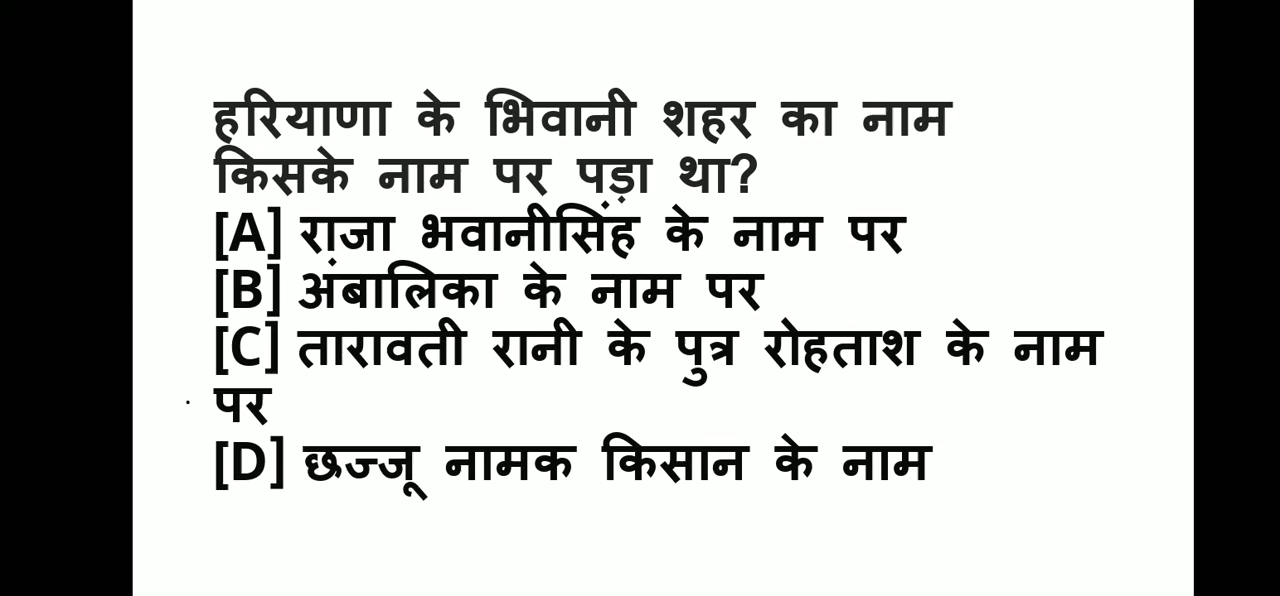 हरियाणा के भिवानी शहर का नाम
किसके नाम पर पड़ा था?
[A] राजा भवानीसिंह के नाम पर
[B] अंबालिका के नाम पर
[C] तारावती रानी के पुत्र रोहताश के नाम
पर
[D] छज्जू नामक किसान के नाम